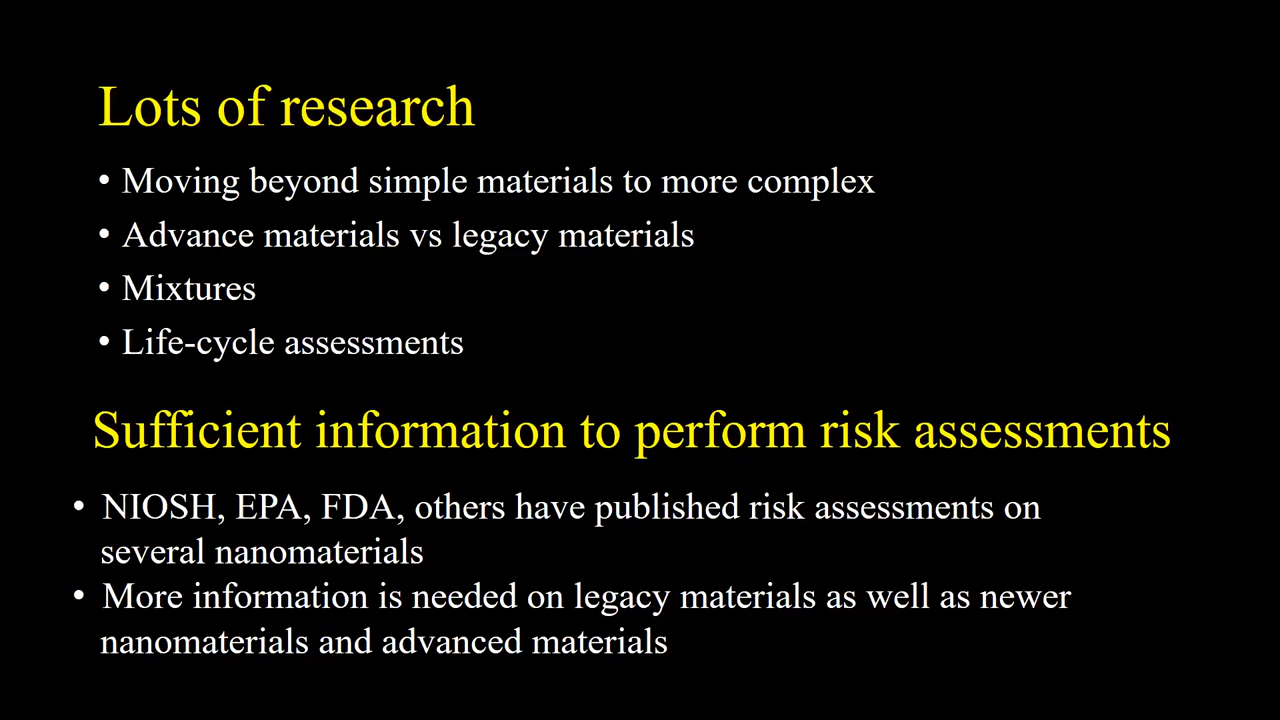 Lots of research
• Moving beyond simple materials to more complex
• Advance materials vs legacy materials
• Mixtures
• Life-cycle assessments
Sufficient information to perform risk assessments
• NIOSH, EPA, FDA, others have published risk assessments on
several nanomaterials
• More information is needed on legacy materials as well as newer
nanomaterials and advanced materials